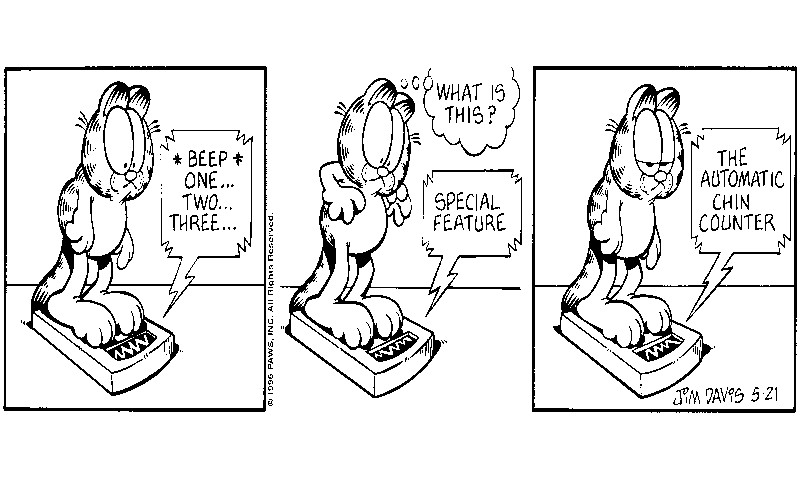 * BEEP *
ONE...
TWO...
THREE...
© 1996 PAWS, INC. All Rights Reserved.
WHAT IS
THIS?
SPECIAL
FEATURE
THE
AUTOMATIC
CHIN
COUNTER
JIM DAVIS 5-21